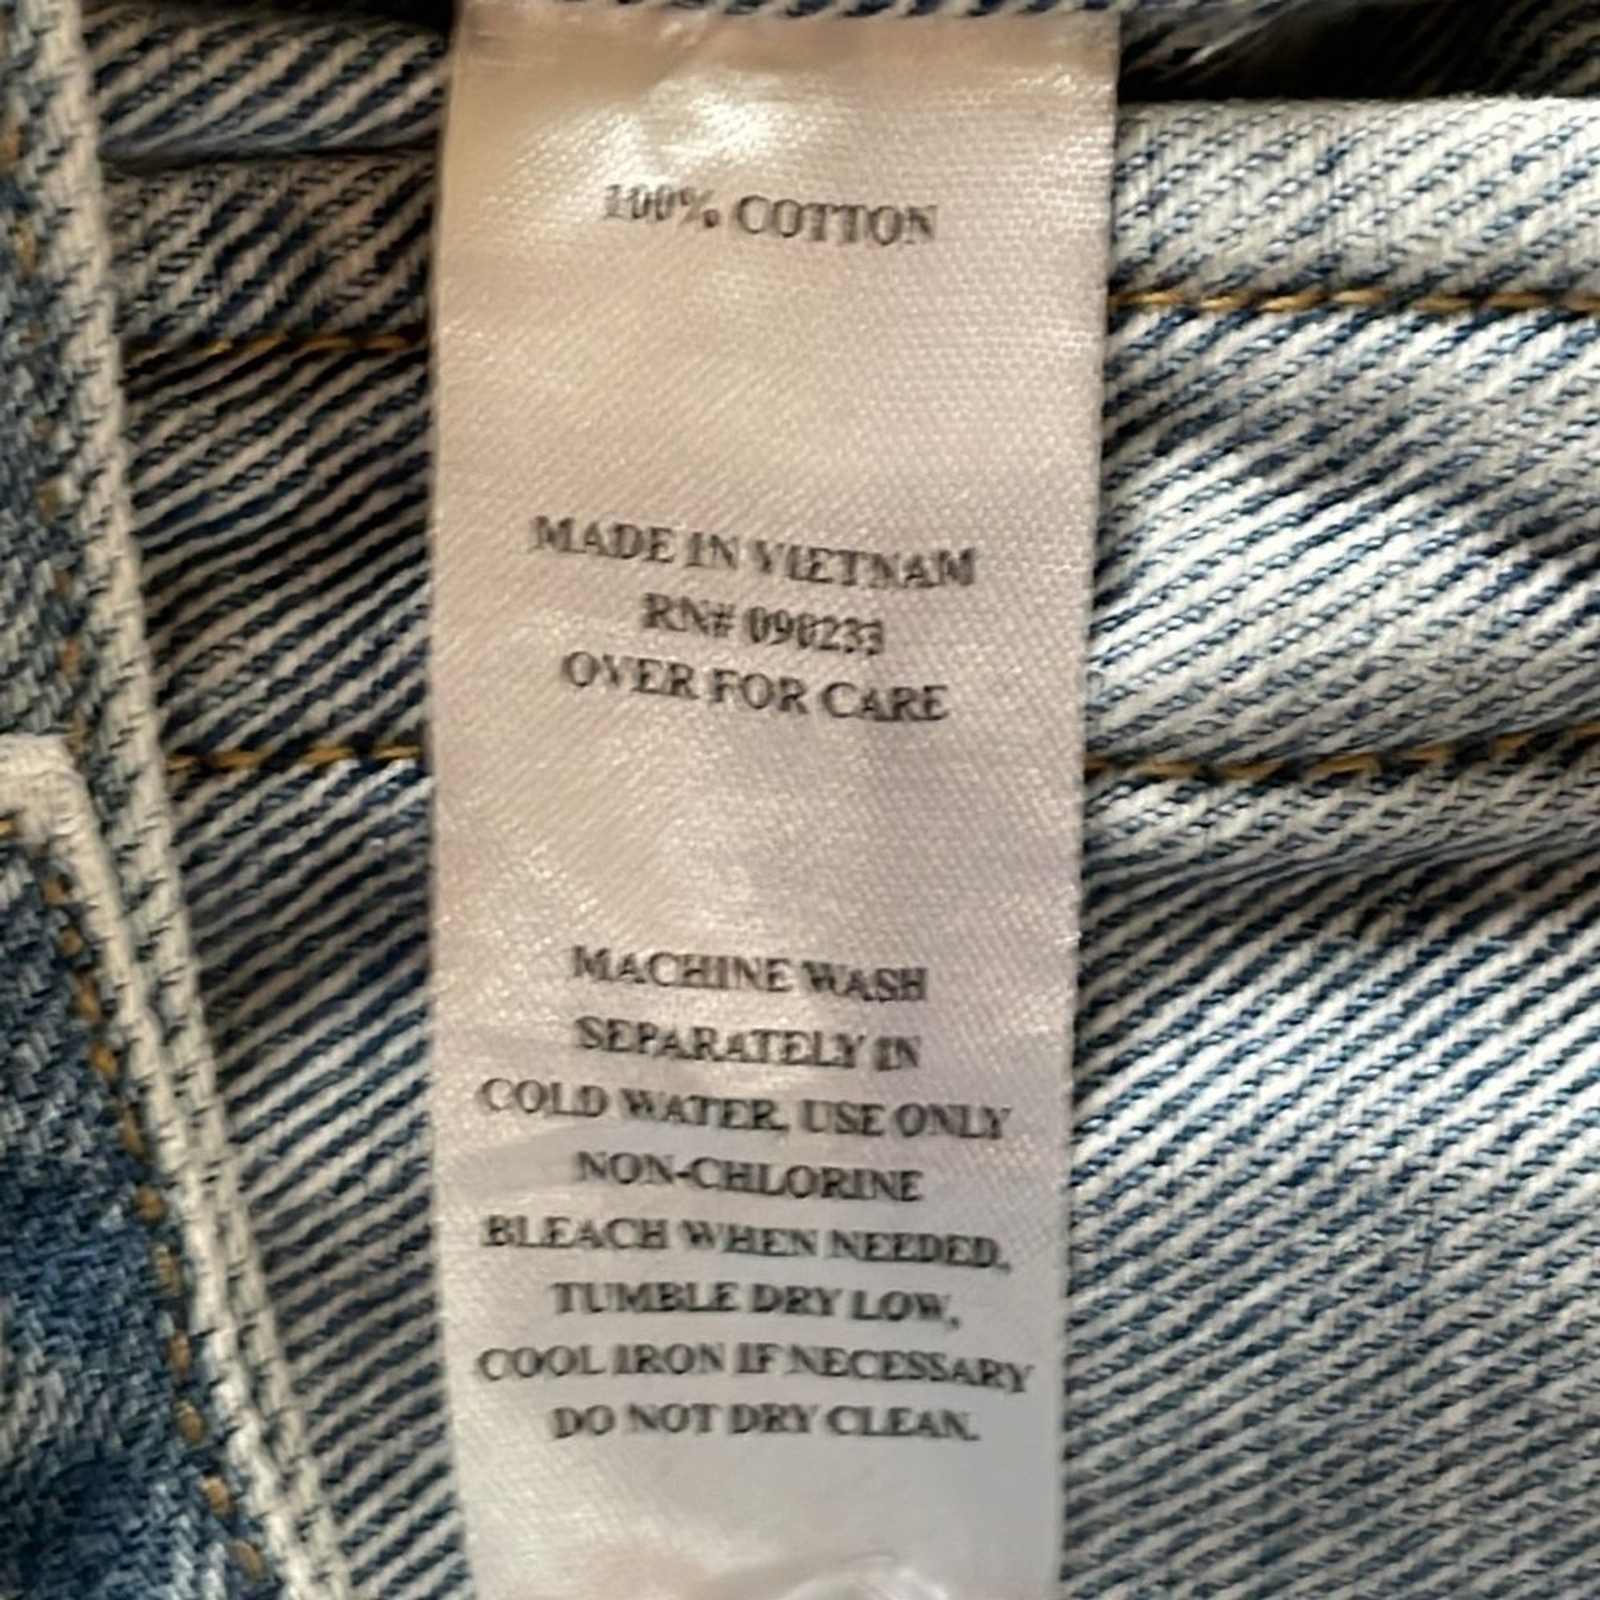 100% COTTON
MADE IN VIETNAM
RN# 090233
OVER FOR CARE
MACHINE WASH
SEPARATELY IN
COLD WATER. USE ONLY
NON-CHLORINE
BLEACH WHEN NEEDED.
TUMBLE DRY LOW,
COOL IRON IF NECESSARY
DO NOT DRY CLEAN.